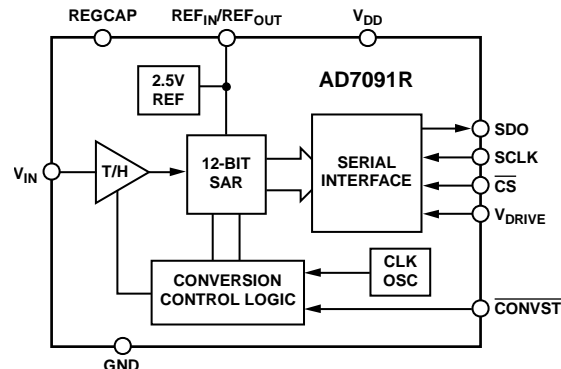 REGCAP
REFIN/REFOUT
VDD
2.5V
REF
AD7091R
VIN
T/H
12-BIT
SAR
SERIAL
INTERFACE
SDO
SCLK
CS
VDRIVE
CONVERSION
CONTROL LOGIC
CLK
OSC
CONVST
GND